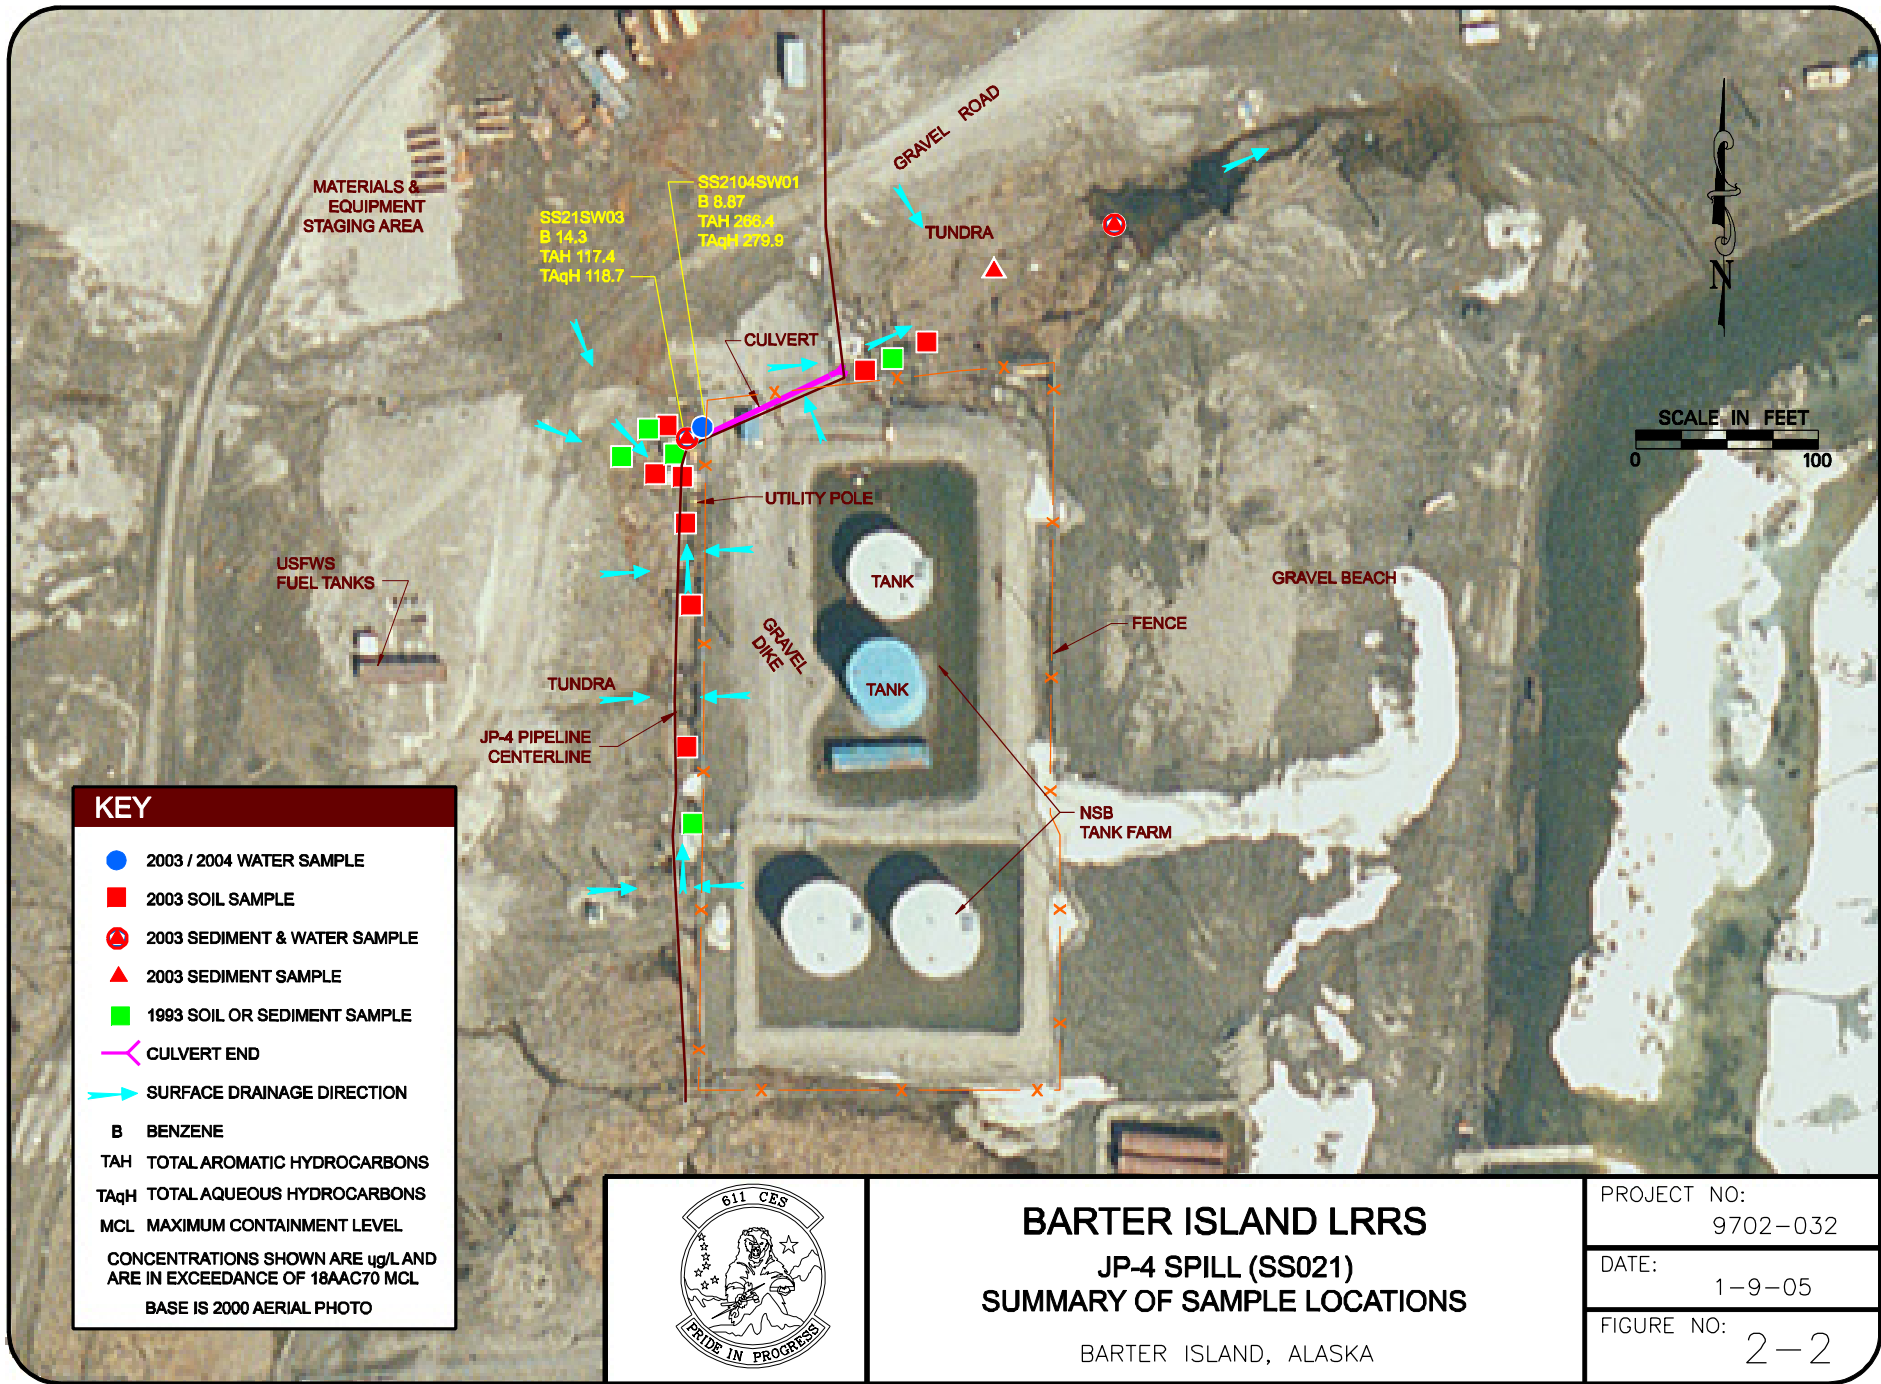 GRAVEL ROAD
MATERIALS &
EQUIPMENT
STAGING AREA
SS2104SW01
B 8.87
TAH 266.4
TAqH 279.9
SS21SW03
B 14.3
TAH 117.4
TAqH 118.7
TUNDRA
N
CULVERT
SCALE IN FEET
0 100
UTILITY POLE
USFWS
FUEL TANKS
TANK
GRAVEL BEACH
FENCE
GRAVEL
DIKE
TUNDRA
TANK
JP-4 PIPELINE
CENTERLINE
NSB
TANK FARM
KEY
2003 / 2004 WATER SAMPLE
2003 SOIL SAMPLE
2003 SEDIMENT & WATER SAMPLE
2003 SEDIMENT SAMPLE
1993 SOIL OR SEDIMENT SAMPLE
CULVERT END
SURFACE DRAINAGE DIRECTION
B BENZENE
TAH TOTAL AROMATIC HYDROCARBONS
TAqH TOTAL AQUEOUS HYDROCARBONS
MCL MAXIMUM CONTAINMENT LEVEL
CONCENTRATIONS SHOWN ARE ug/L AND
ARE IN EXCEEDANCE OF 18AAC70 MCL
BASE IS 2000 AERIAL PHOTO
611 CES
PRIDE IN PROGRESS
BARTER ISLAND LRRS
JP-4 SPILL (SS021)
SUMMARY OF SAMPLE LOCATIONS
BARTER ISLAND, ALASKA
PROJECT NO:
9702-032
DATE:
1-9-05
FIGURE NO:
2-2